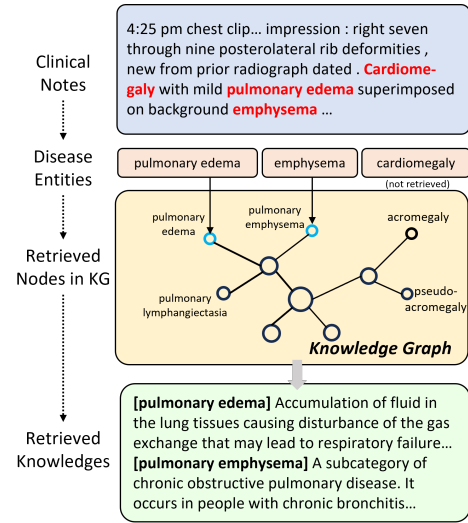 Clinical
Notes
4:25 pm chest clip... impression : right seven
through nine posterolateral rib deformities ,
new from prior radiograph dated . Cardiome-
galy with mild pulmonary edema superimposed
on background emphysema ...
Disease
Entities
pulmonary edema
emphysema
cardiomegaly
(not retrieved)
Retrieved
Nodes in KG
pulmonary
edema
pulmonary
emphysema
acromegaly
pulmonary
lymphangiectasia
pseudo-
acromegaly
Knowledge Graph
Retrieved
Knowledges
[pulmonary edema] Accumulation of fluid in
the lung tissues causing disturbance of the gas
exchange that may lead to respiratory failure...
[pulmonary emphysema] A subcategory of
chronic obstructive pulmonary disease. It
occurs in people with chronic bronchitis...